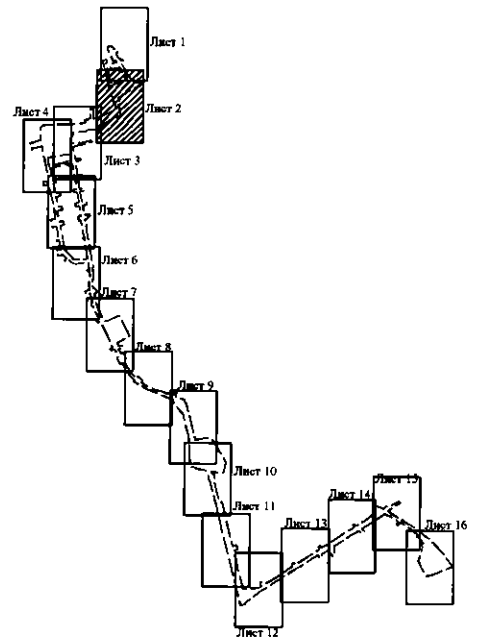 Лист 1
Лист 2
Лист 4
Лист 3
Лист 5
Лист 6
Лист 7
Лист 8
Лист 9
Лист 10
Лист 11
Лист 15
Лист 14
Лист 13
Лист 16
Лист 12